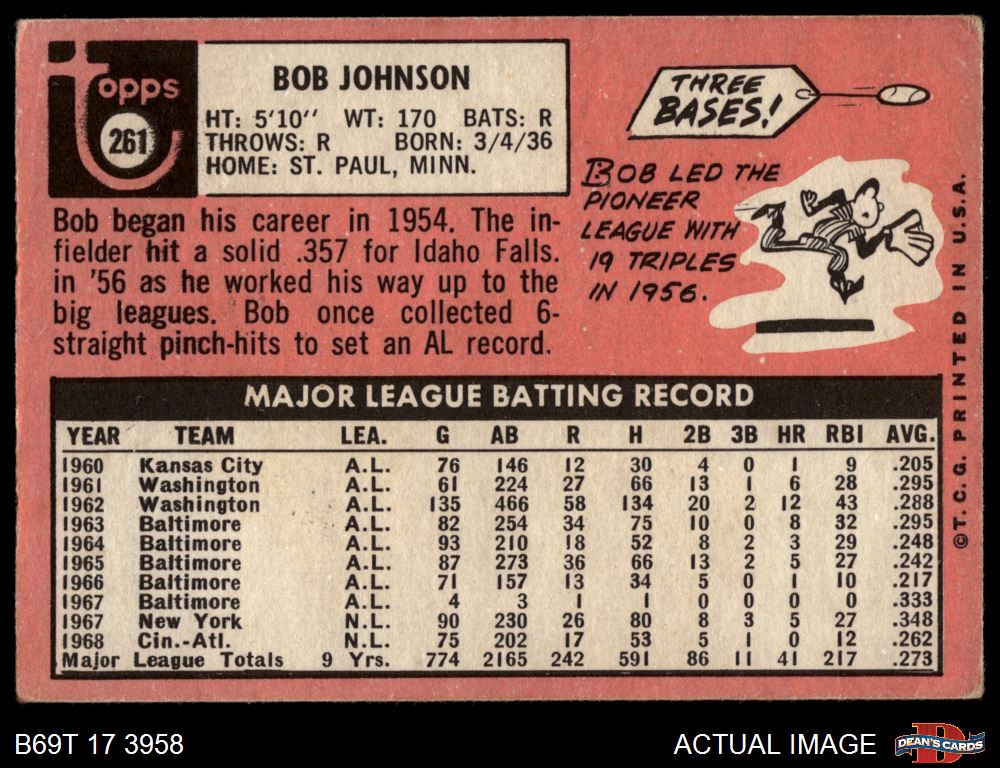 Topps
261
BOB JOHNSON
HT: 5'10'' WT: 170 BATS: R
THROWS: R BORN: 3/4/36
HOME: ST. PAUL, MINN.
Bob began his career in 1954. The in-
fielder hit a solid .357 for Idaho Falls.
in '56 as he worked his way up to the
big leagues. Bob once collected 6-
straight pinch-hits to set an AL record.
THREE
BASES!
BOB LED THE
PIONEER
LEAGUE WITH
19 TRIPLES
IN 1956.
MAJOR LEAGUE BATTING RECORD
YEAR TEAM LEA. G AB R H 2B 3B HR RBI AVG.
1960 Kansas City A.L. 76 146 12 30 4 0 1 9 .205
1961 Washington A.L. 61 224 27 66 13 1 6 28 .295
1962 Washington A.L. 135 466 58 134 20 2 12 43 .288
1963 Baltimore A.L. 82 254 34 75 10 0 8 32 .295
1964 Baltimore A.L. 93 210 18 52 8 2 3 29 .248
1965 Baltimore A.L. 87 273 36 66 13 2 5 27 .242
1966 Baltimore A.L. 71 157 13 34 5 0 1 10 .217
1967 Baltimore A.L. 4 3 1 1 0 0 0 0 .333
1967 New York N.L. 90 230 26 80 8 3 5 27 .348
1968 Cin.-Atl. N.L. 75 202 17 53 5 1 0 12 .262
Major League Totals 9 Yrs. 774 2165 242 591 86 11 41 217 .273
©T. C. G. PRINTED IN U.S.A.
B69T 17 3958
ACTUAL IMAGE
D
DEAN'S CARDS